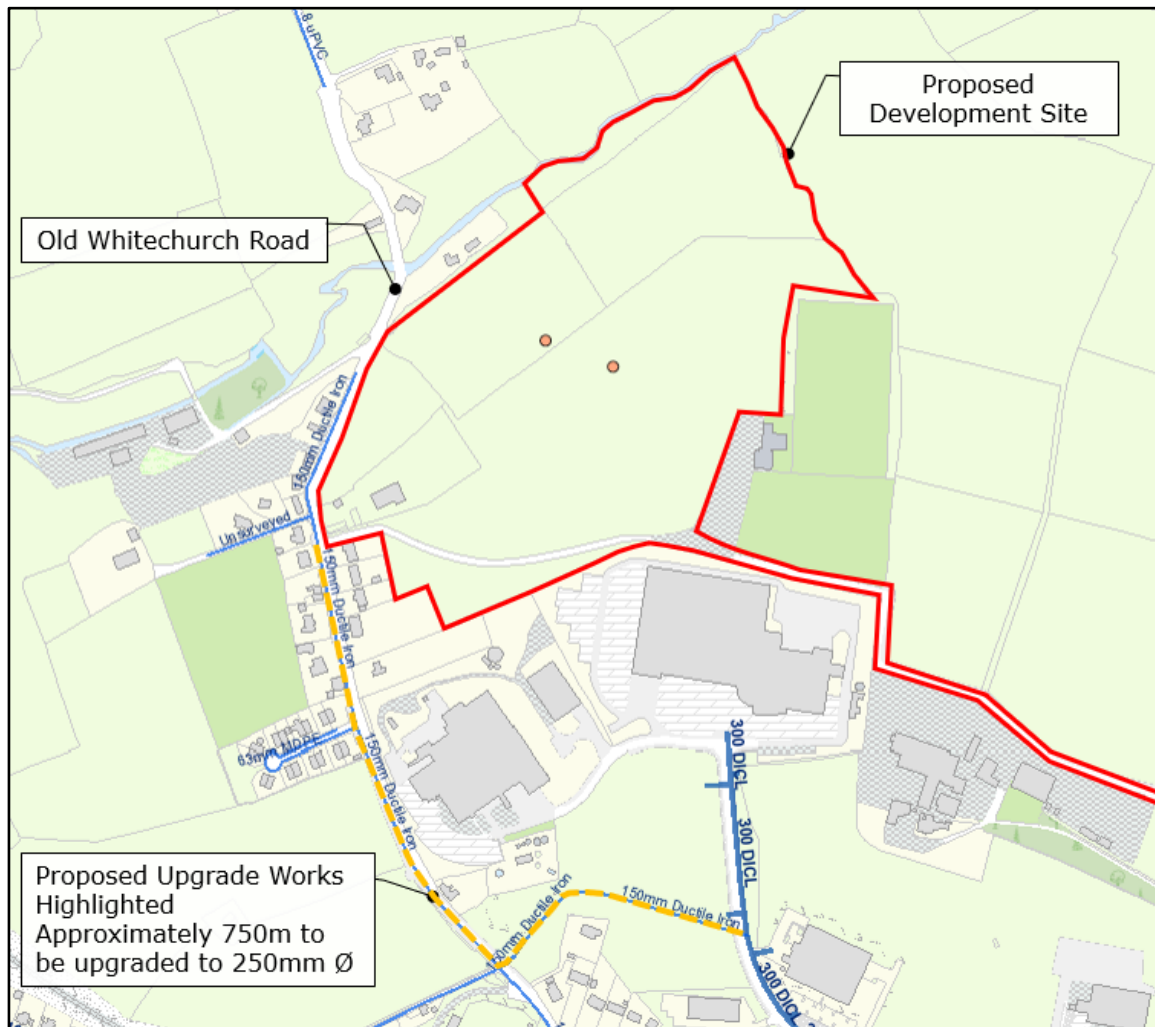 .8 uPVC
Proposed
Development Site
Old Whitechurch Road
150mm Ductile Iron
Unsurveyed
150mm Ductile Iron
63mm MDPE
150mm Ductile Iron
300 DICL
300 DICL
150mm Ductile Iron
150mm Ductile Iron
300 DICL
Proposed Upgrade Works
Highlighted
Approximately 750m to
be upgraded to 250mm Ø